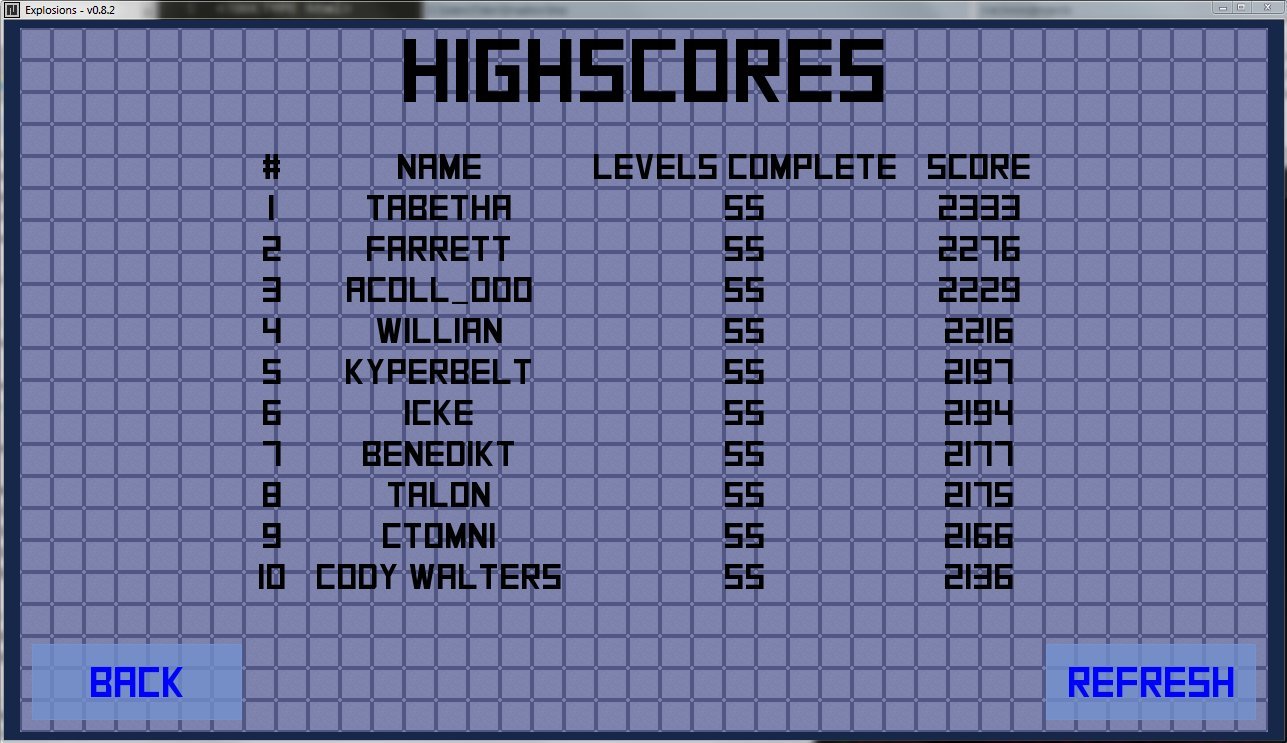 Explosions - v0.8.2
HIGHSCORES
# NAME LEVELS COMPLETE SCORE
1 TABETHA 55 2333
2 FARRETT 55 2276
3 ACOLL_000 55 2229
4 WILLIAN 55 2216
5 KYPERBELT 55 2197
6 ICKE 55 2194
7 BENEDIKT 55 2177
8 TALON 55 2175
9 CTOMNI 55 2166
10 CODY WALTERS 55 2136
BACK REFRESH